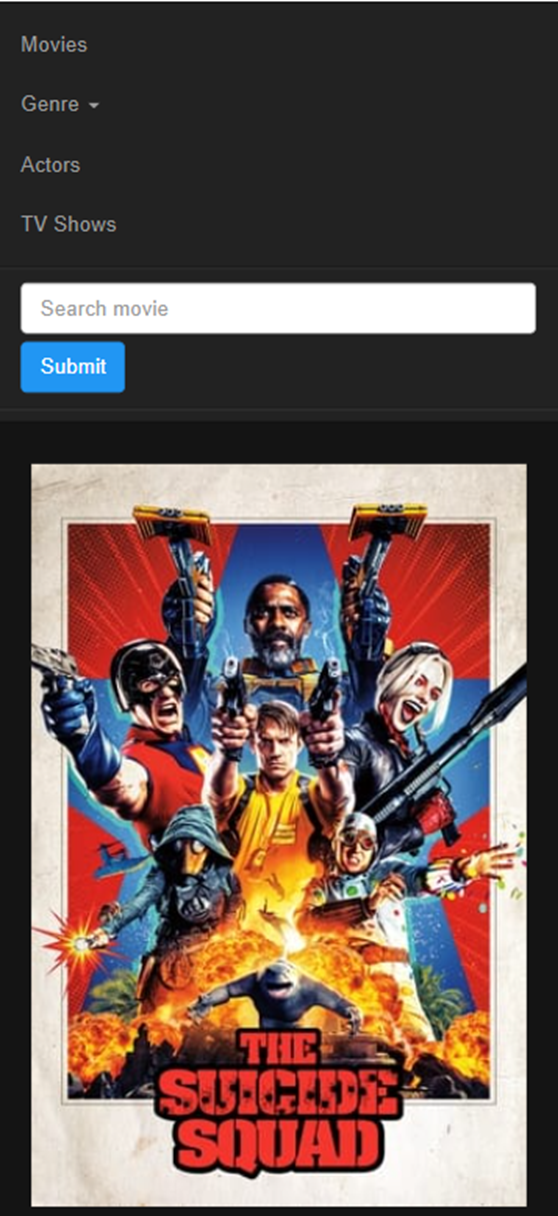 Movies
Genre
Actors
TV Shows
Search movie
Submit
THE
SUICIDE
SQUAD